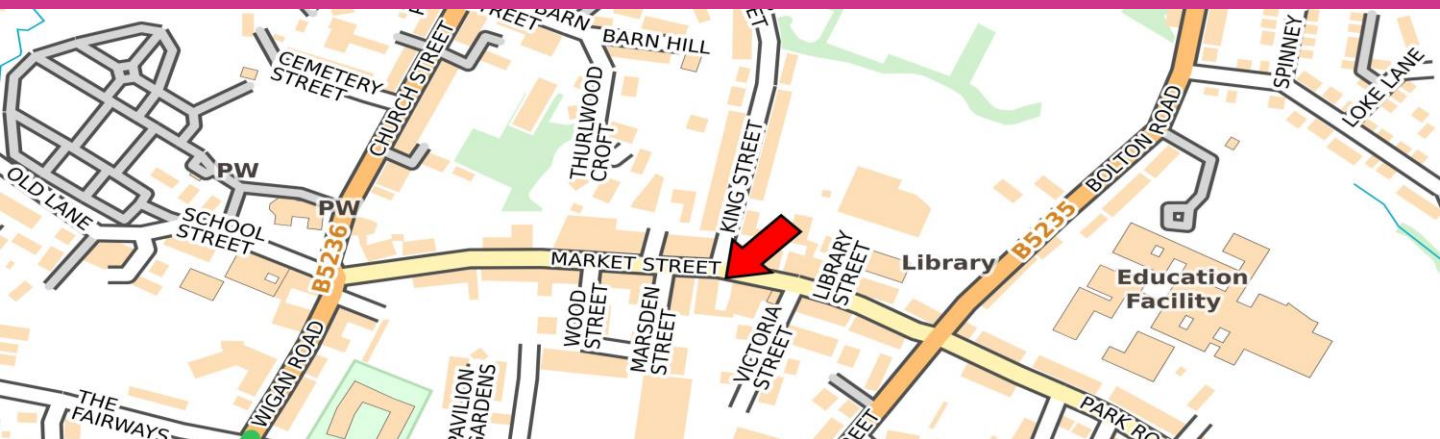 BARN
STREET
BARN HILL
SPINNEY
CEMETERY
STREET
CHURCH STREET
THURLWOOD
CROFT
KING STREET
LOKE LANE
BOLTON ROAD
PW
OLD LANE
PW
SCHOOL
STREET
B5236
MARKET STREET
LIBRARY
STREET
Library
B5235
Education
Facility
WOOD
STREET
MARSDEN
STREET
VICTORIA
STREET
WIGAN ROAD
PAVILION
GARDENS
THE
FAIRWAYS
PARK RO